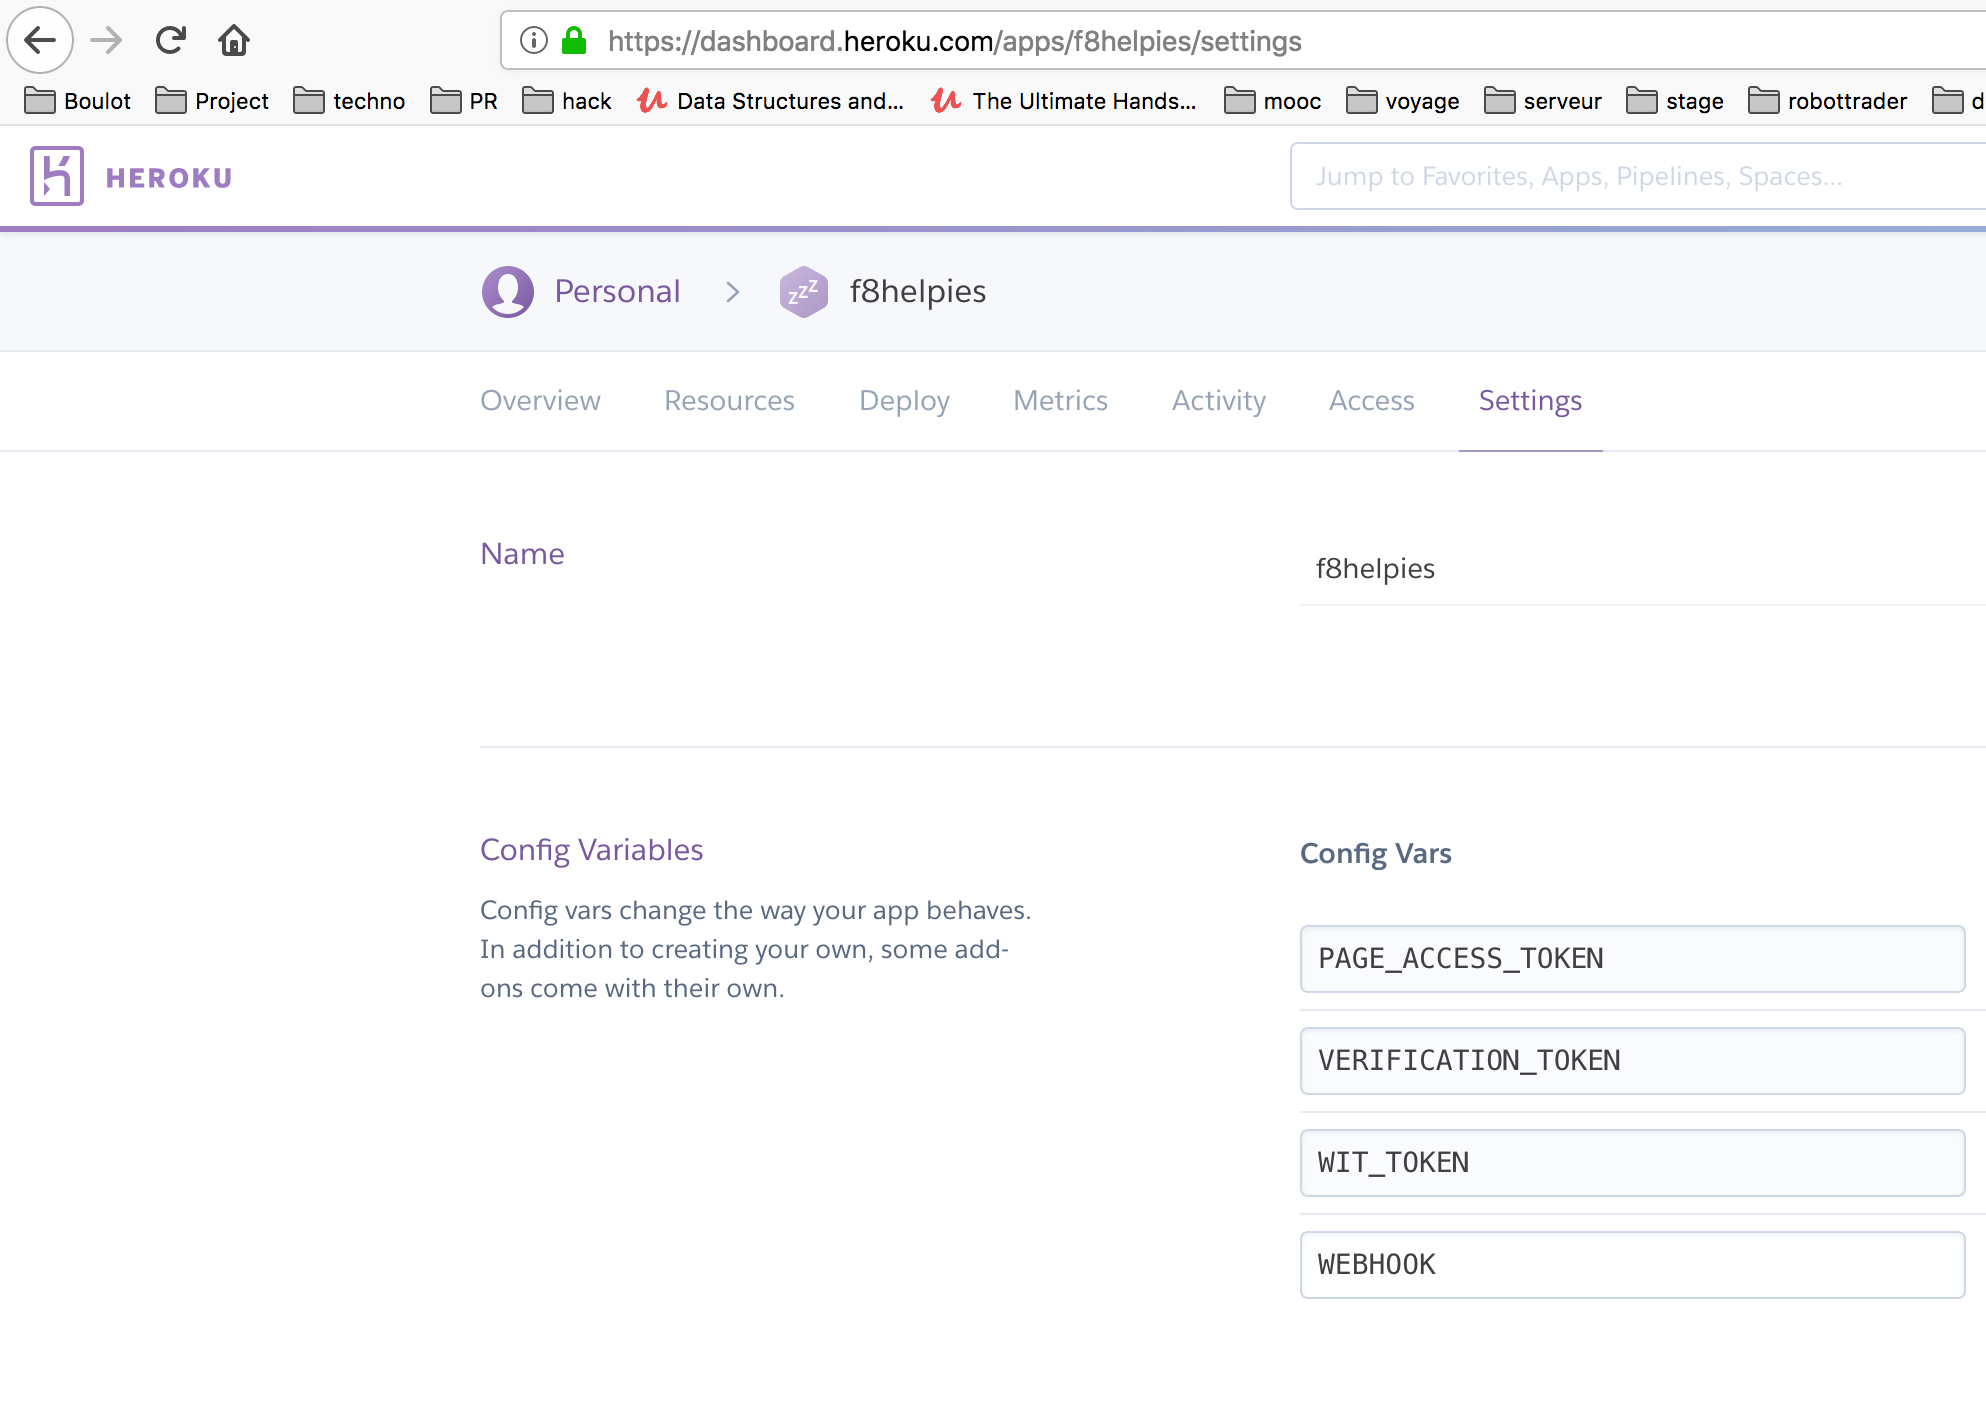 https://dashboard.heroku.com/apps/f8helpies/settings
Boulot Project techno PR hack Data Structures and... The Ultimate Hands... mooc voyage serveur stage robottrader d
HEROKU
Jump to Favorites, Apps, Pipelines, Spaces...
Personal > zzZ f8helpies
Overview Resources Deploy Metrics Activity Access Settings
Name
f8helpies
Config Variables
Config vars change the way your app behaves.
In addition to creating your own, some add-
ons come with their own.
Config Vars
PAGE_ACCESS_TOKEN
VERIFICATION_TOKEN
WIT_TOKEN
WEBHOOK